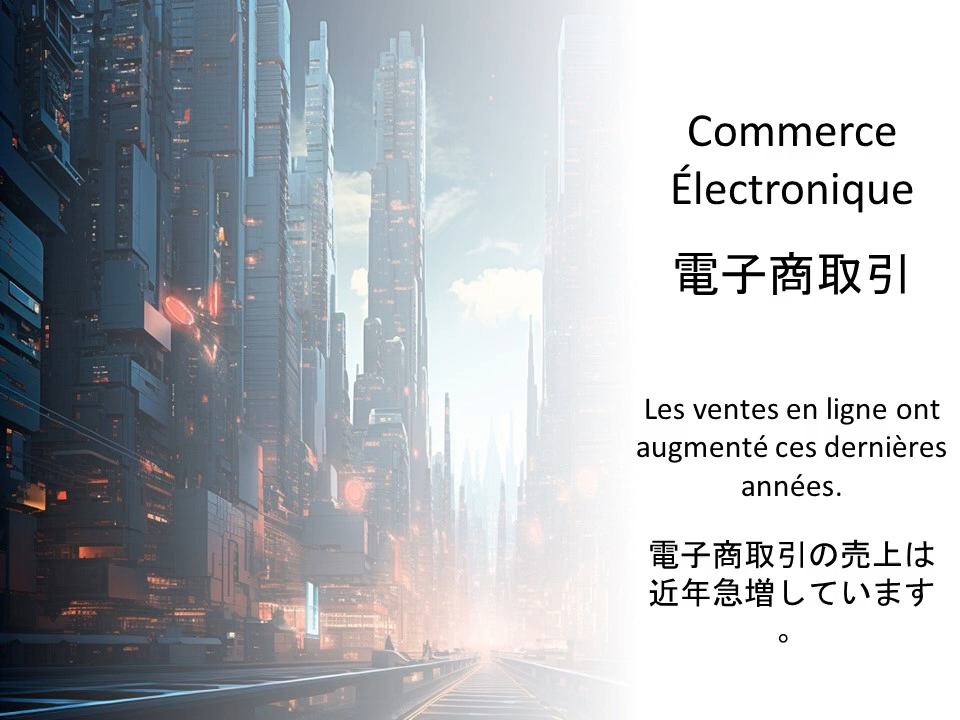 Commerce
Électronique
電子商取引
Les ventes en ligne ont
augmenté ces dernières
années.
電子商取引の売上は
近年急増しています
。